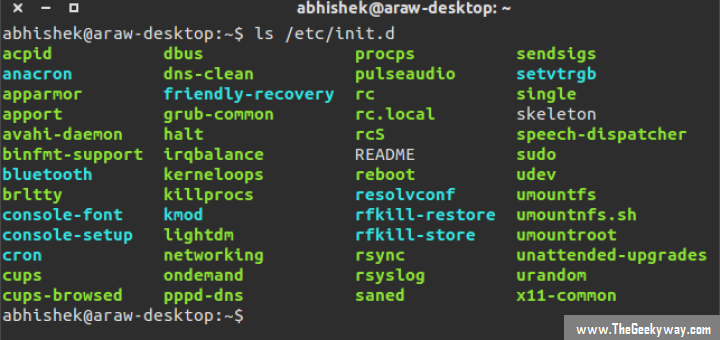 abhishek@araw-desktop: ~
abhishek@araw-desktop:~$ ls /etc/init.d
acpid dbus procps sendsigs
anacron dns-clean pulseaudio setvtrgb
apparmor friendly-recovery rc single
apport grub-common rc.local skeleton
avahi-daemon halt rcS speech-dispatcher
binfmt-support irqbalance README sudo
bluetooth kerneloops reboot udev
brltty killprocs resolvconf umountfs
console-font kmod rfkill-restore umountnfs.sh
console-setup lightdm rfkill-store umountroot
cron networking rsync unattended-upgrades
cups ondemand rsyslog urandom
cups-browsed pppd-dns saned x11-common
abhishek@araw-desktop:~$
www.TheGeekyway.com